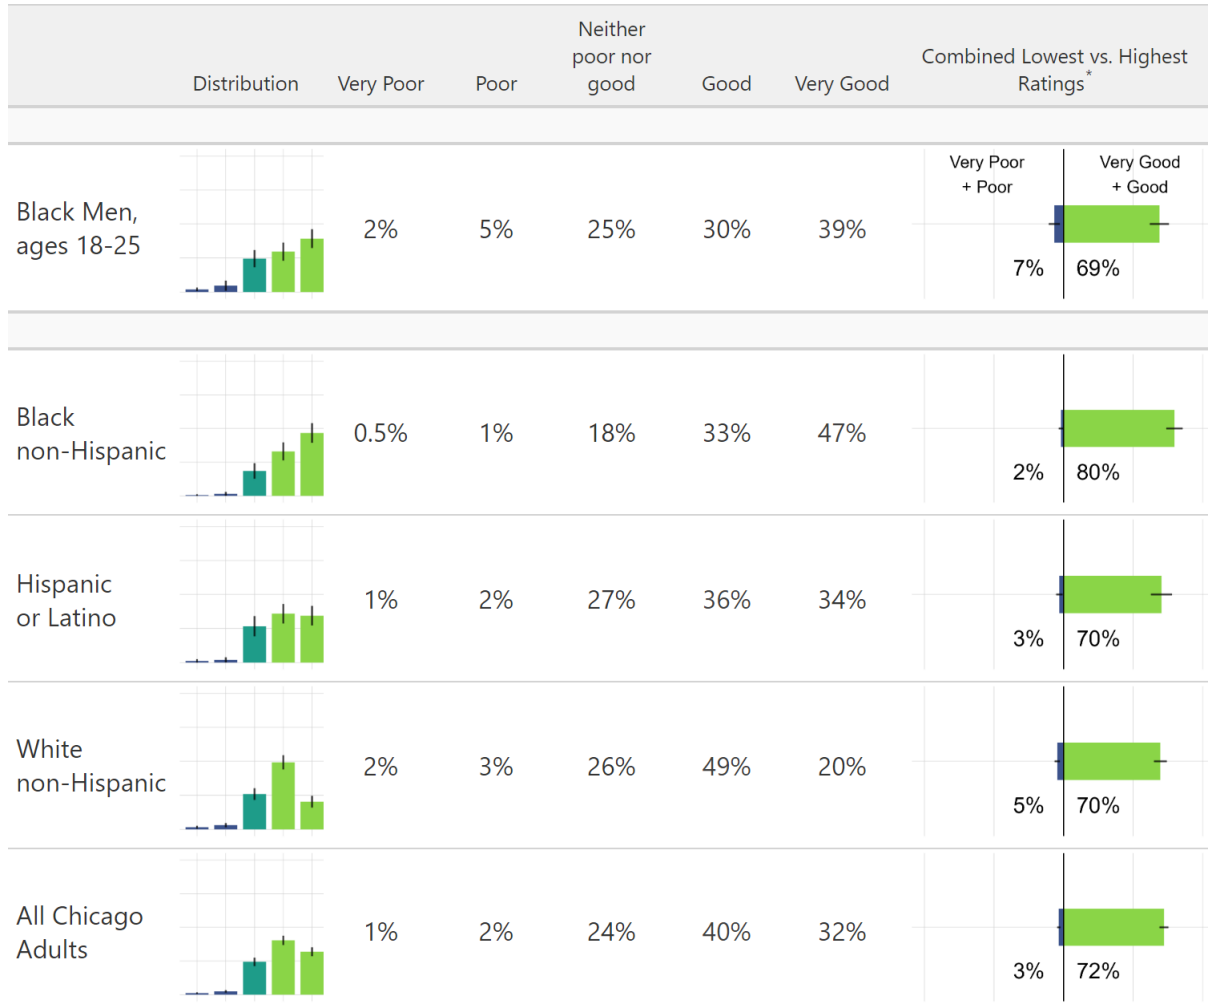 Distribution
Very Poor
Poor
Neither
poor nor
good
Good
Very Good
Combined Lowest vs. Highest
Ratings*
Black Men,
ages 18-25
2%
5%
25%
30%
39%
Very Poor
+ Poor
Very Good
+ Good
7%
69%
Black
non-Hispanic
0.5%
1%
18%
33%
47%
2%
80%
Hispanic
or Latino
1%
2%
27%
36%
34%
3%
70%
White
non-Hispanic
2%
3%
26%
49%
20%
5%
70%
All Chicago
Adults
1%
2%
24%
40%
32%
3%
72%